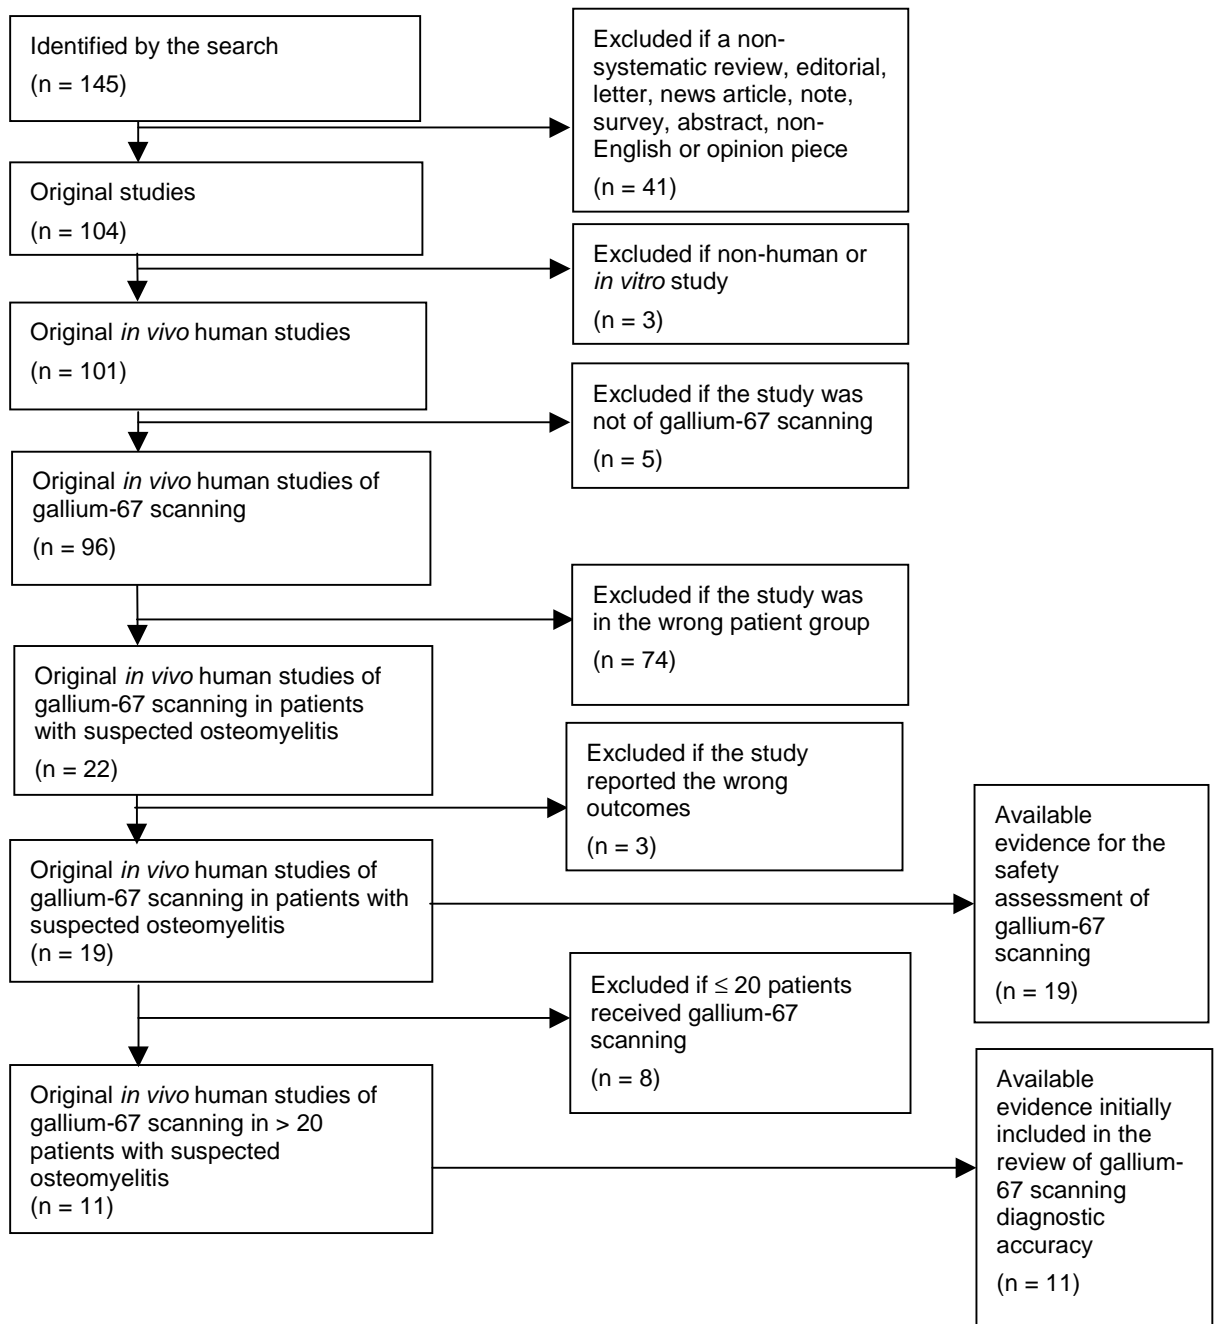 Identified by the search
(n = 145)
Excluded if a non-
systematic review, editorial,
letter, news article, note,
survey, abstract, non-
English or opinion piece
(n = 41)
Original studies
(n = 104)
Excluded if non-human or
in vitro study
(n = 3)
Original in vivo human studies
(n = 101)
Excluded if the study was
not of gallium-67 scanning
(n = 5)
Original in vivo human studies of
gallium-67 scanning
(n = 96)
Excluded if the study was
in the wrong patient group
(n = 74)
Original in vivo human studies of
gallium-67 scanning in patients
with suspected osteomyelitis
(n = 22)
Excluded if the study
reported the wrong
outcomes
(n = 3)
Original in vivo human studies of
gallium-67 scanning in patients with
suspected osteomyelitis
(n = 19)
Available
evidence for the
safety
assessment of
gallium-67
scanning
(n = 19)
Excluded if ≤ 20 patients
received gallium-67
scanning
(n = 8)
Original in vivo human studies of
gallium-67 scanning in > 20
patients with suspected
osteomyelitis
(n = 11)
Available
evidence initially
included in the
review of gallium-
67 scanning
diagnostic
accuracy
(n = 11)